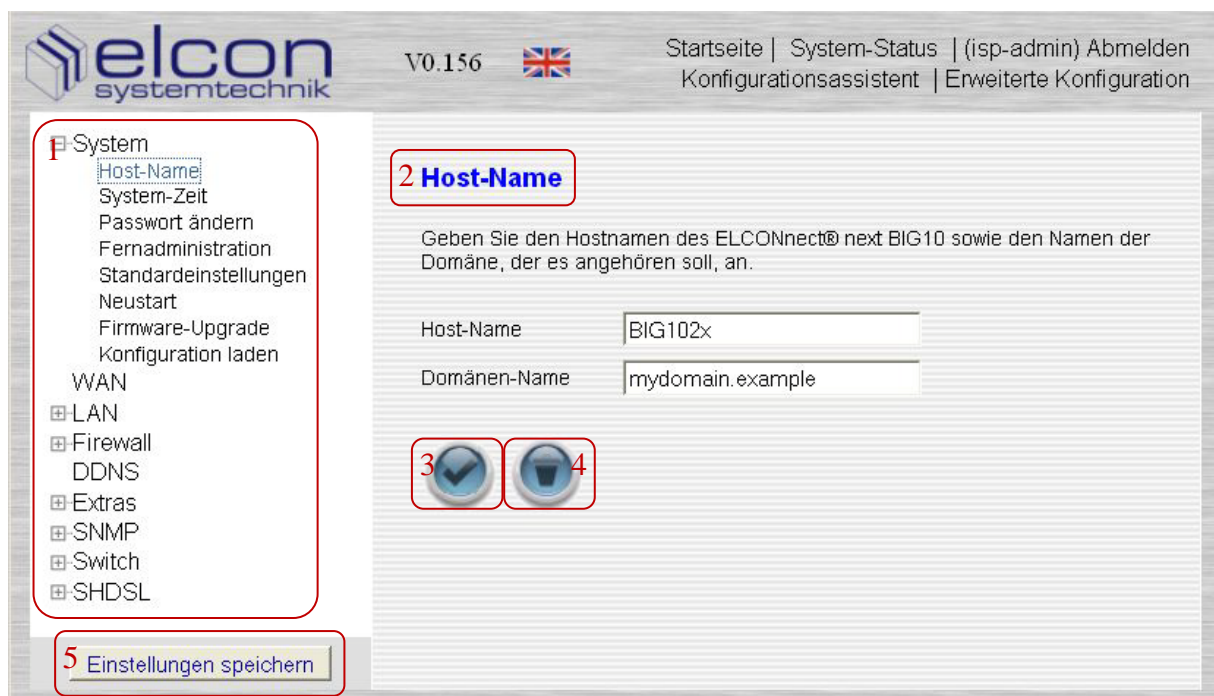 elcon
systemtechnik
V0.156
Startseite | System-Status | (isp-admin) Abmelden
Konfigurationsassistent | Erweiterte Konfiguration
1
System
Host-Name
System-Zeit
Passwort ändern
Fernadministration
Standardeinstellungen
Neustart
Firmware-Upgrade
Konfiguration laden
WAN
LAN
Firewall
DDNS
Extras
SNMP
Switch
SHDSL
5 Einstellungen speichern
2 Host-Name
Geben Sie den Hostnamen des ELCONnect® next BIG10 sowie den Namen der
Domäne, der es angehören soll, an.
Host-Name BIG102x
Domänen-Name mydomain.example
3 4